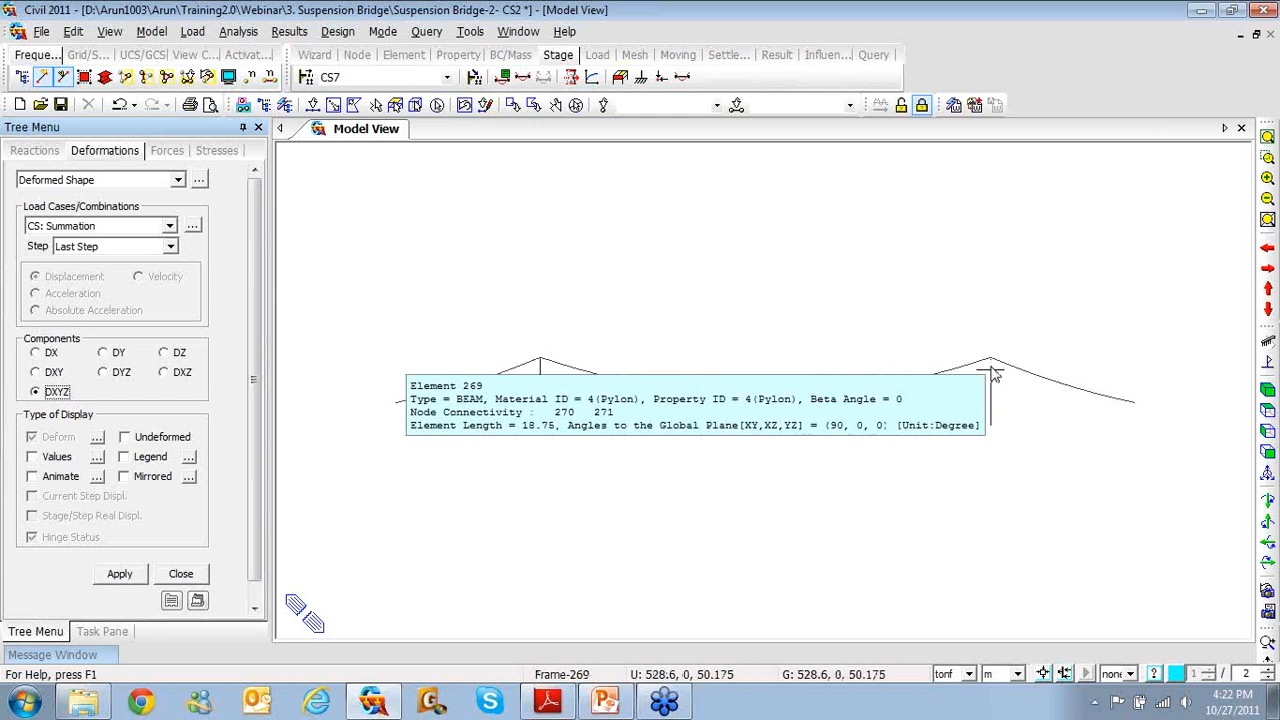 Civil 2011 - [D:\Arun1003\Arun\Training2.0\Webinar\3. Suspension Bridge\Suspension Bridge-2- CS2 *] - [Model View]
File Edit View Model Load Analysis Results Design Mode Query Tools Window Help
Freque... Grid/S... UCS/GCS View C... Activat... Wizard Node Element Property BC/Mass Stage Load Mesh Moving Settle... Result Influen... Query
CS7
Tree Menu
Model View
Reactions Deformations Forces Stresses
Deformed Shape ...
Load Cases/Combinations
CS: Summation ...
Step Last Step
Displacement Velocity
Acceleration
Absolute Acceleration
Components
DX DY DZ
DXY DYZ DXZ
DXYZ
Type of Display
Deform ... Undeformed
Values ... Legend ...
Animate ... Mirrored ...
Current Step Displ.
Stage/Step Real Displ.
Hinge Status
Apply Close
Element 269
Type = BEAM, Material ID = 4(Pylon), Property ID = 4(Pylon), Beta Angle = 0
Node Connectivity : 270 271
Element Length = 18.75, Angles to the Global Plane[XY,XZ,YZ] = (90, 0, 0) [Unit:Degree]
Tree Menu Task Pane
Message Window
For Help, press F1 Frame-269 U: 528.6, 0, 50.175 G: 528.6, 0, 50.175 tonf m none ? 1 / 2
4:22 PM
10/27/2011